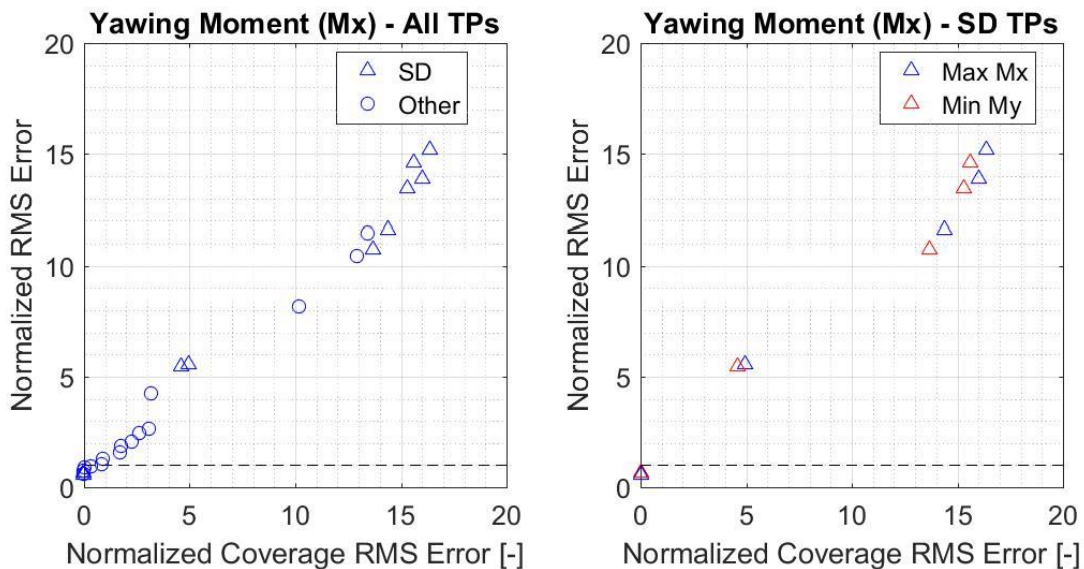 Yawing Moment (Mx) - All TPs
20
15
10
5
0
0 5 10 15 20
Normalized RMS Error
Normalized Coverage RMS Error [-]
SD
Other
Yawing Moment (Mx) - SD TPs
20
15
10
5
0
0 5 10 15 20
Normalized RMS Error
Normalized Coverage RMS Error [-]
Max Mx
Min My